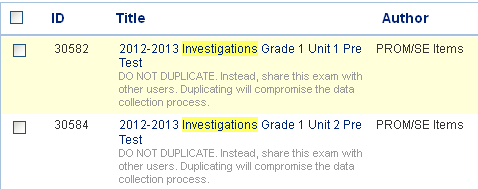 ID Title Author
30582 2012-2013 Investigations Grade 1 Unit 1 Pre PROM/SE Items
Test
DO NOT DUPLICATE. Instead, share this exam with
other users. Duplicating will compromise the data
collection process.
30584 2012-2013 Investigations Grade 1 Unit 2 Pre PROM/SE Items
Test
DO NOT DUPLICATE. Instead, share this exam with
other users. Duplicating will compromise the data
collection process.